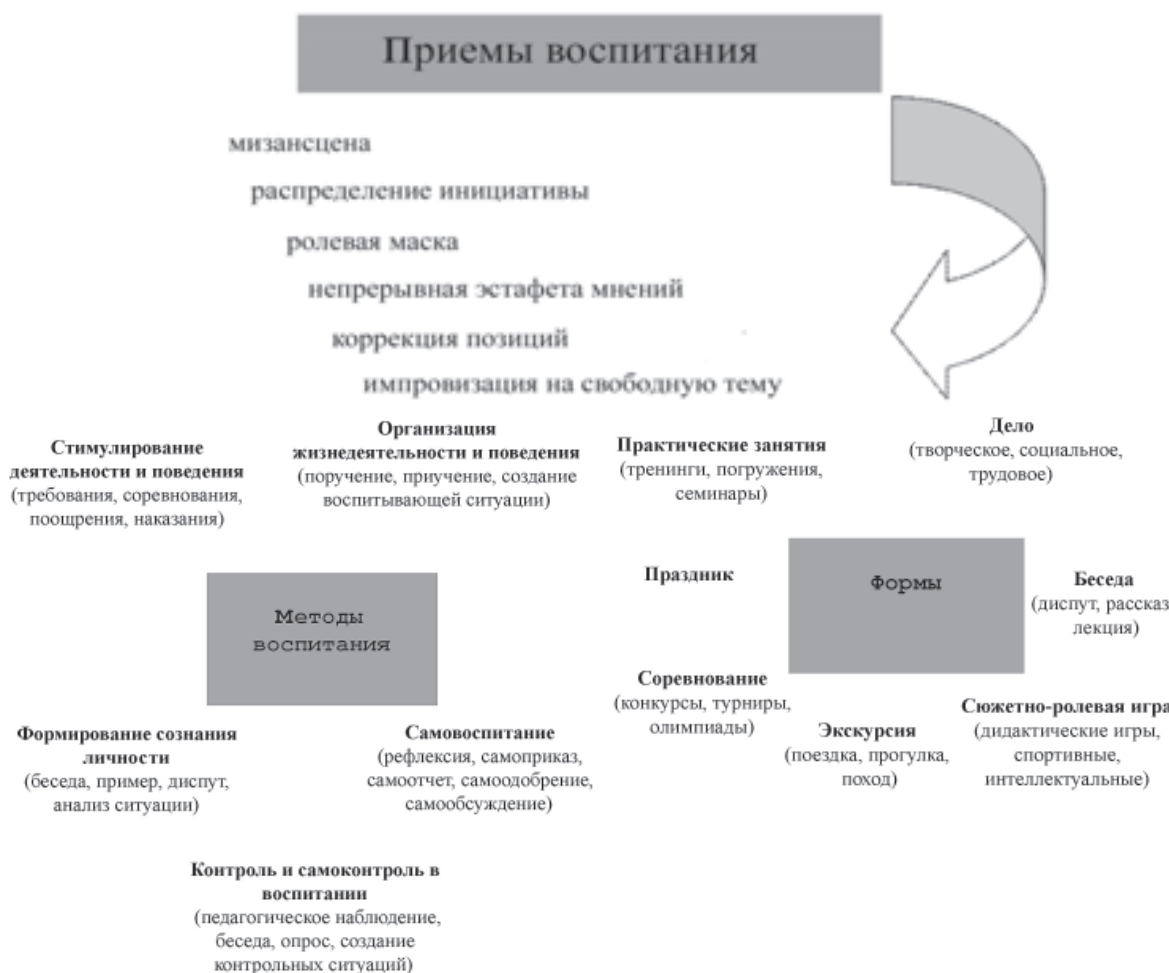 Приемы воспитания
мизансцена
распределение инициативы
ролевая маска
непрерывная эстафета мнений
коррекция позиций
импровизация на свободную тему
Стимулирование
деятельности и поведения
(требования, соревнования,
поощрения, наказания)
Организация
жизнедеятельности и поведения
(поручение, приучение, создание
воспитывающей ситуации)
Практические занятия
(тренинги, погружения,
семинары)
Дело
(творческое, социальное,
трудовое)
Методы
воспитания
Праздник
Формы
Беседа
(диспут, рассказ
лекция)
Формирование сознания
личности
(беседа, пример, диспут,
анализ ситуации)
Самовоспитание
(рефлексия, самоприказ,
самоотчет, самоодобрение,
самообсуждение)
Соревнование
(конкурсы, турниры,
олимпиады)
Экскурсия
(поездка, прогулка,
поход)
Сюжетно-ролевая игра
(дидактические игры,
спортивные,
интеллектуальные)
Контроль и самоконтроль в
воспитании
(педагогическое наблюдение,
беседа, опрос, создание
контрольных ситуаций)